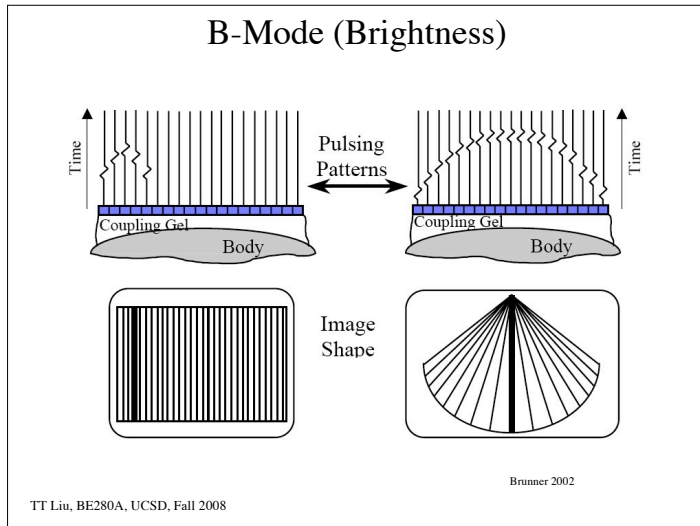 B-Mode (Brightness)
Time
Pulsing
Patterns
Time
Coupling Gel
Body
Coupling Gel
Body
Image
Shape
Brunner 2002
TT Liu, BE280A, UCSD, Fall 2008